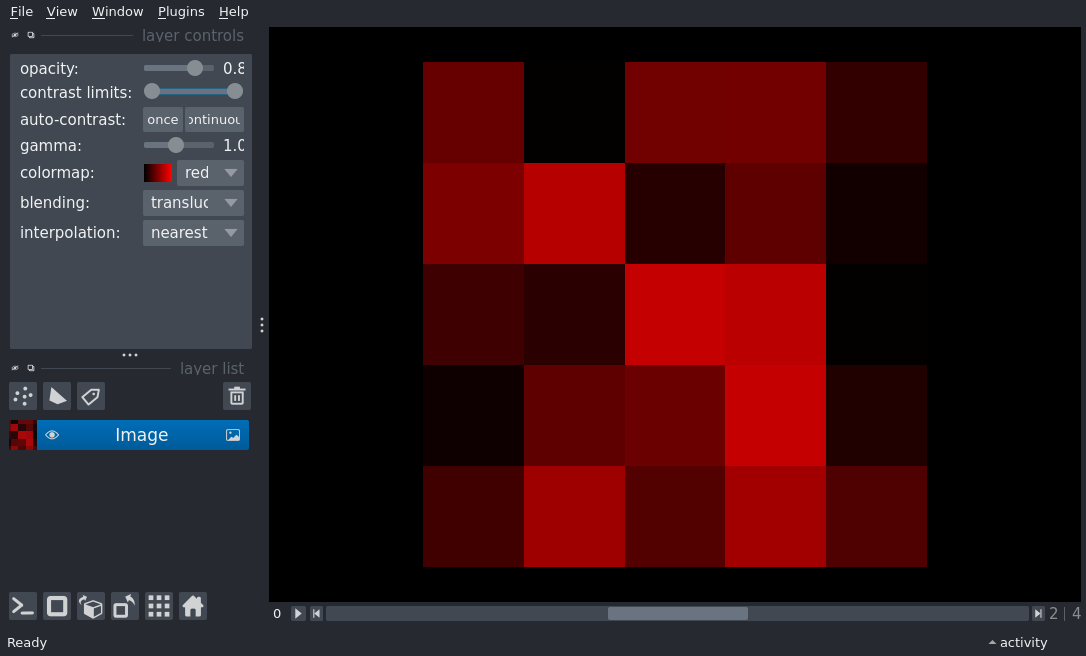 File View Window Plugins Help
layer controls
opacity: 0.8
contrast limits:
auto-contrast: once ontinuou
gamma: 1.0
colormap: red
blending: transluc
interpolation: nearest
layer list
Image
0 2 | 4
Ready activity